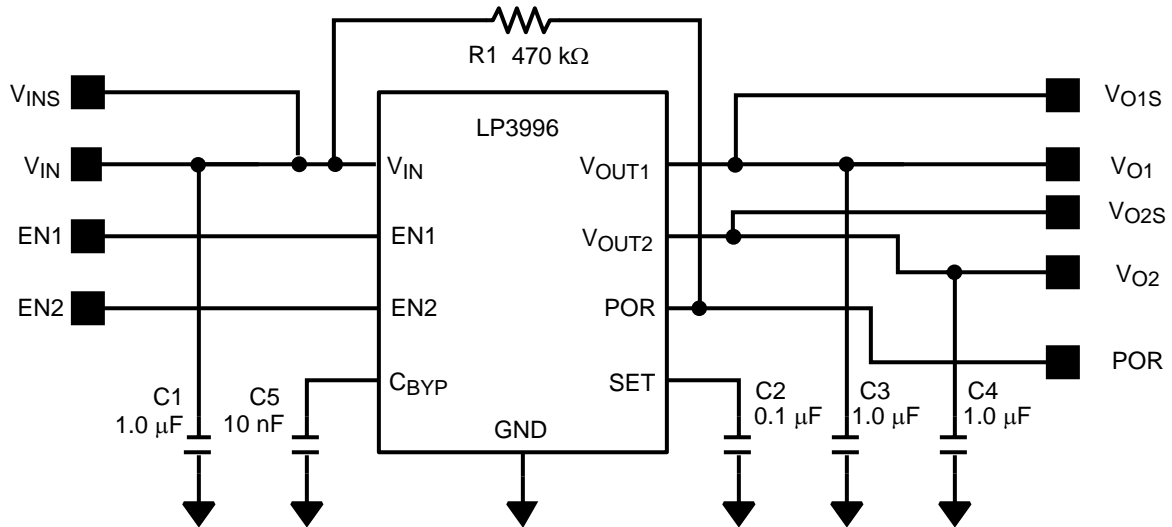 R1 470 kΩ
VINS
VO1S
LP3996
VIN
VIN
VOUT1
VO1
VO2S
EN1
EN1
VOUT2
VO2
EN2
EN2
POR
POR
CBYP
SET
C1
1.0 µF
C5
10 nF
GND
C2
0.1 µF
C3
1.0 µF
C4
1.0 µF